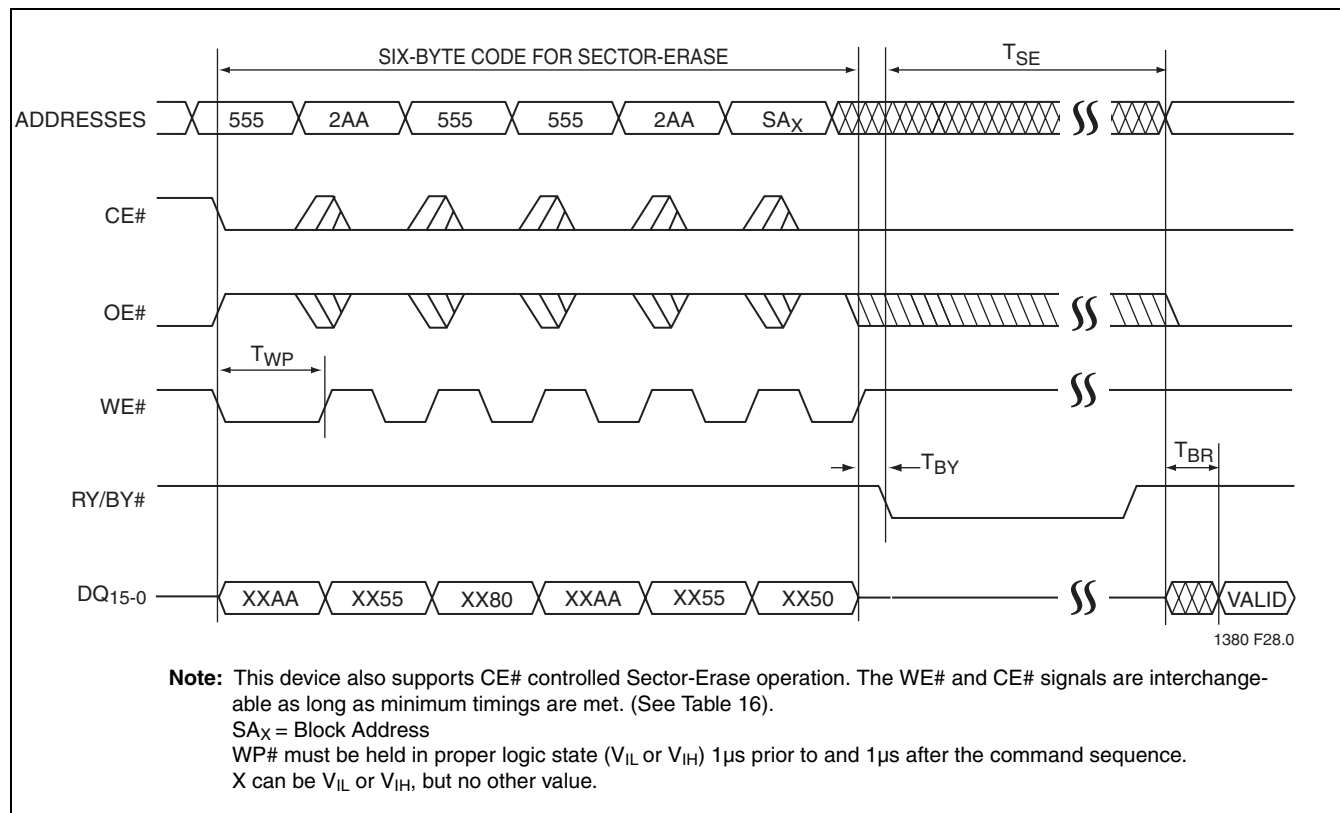 SIX-BYTE CODE FOR SECTOR-ERASE
TSE
ADDRESSES 555 2AA 555 555 2AA SAX
CE#
OE#
TWP
WE#
TBY
TBR
RY/BY#
DQ15-0 XXAA XX55 XX80 XXAA XX55 XX50 VALID
1380 F28.0
Note: This device also supports CE# controlled Sector-Erase operation. The WE# and CE# signals are interchange-
able as long as minimum timings are met. (See Table 16).
SAX = Block Address
WP# must be held in proper logic state (VIL or VIH) 1µs prior to and 1µs after the command sequence.
X can be VIL or VIH, but no other value.